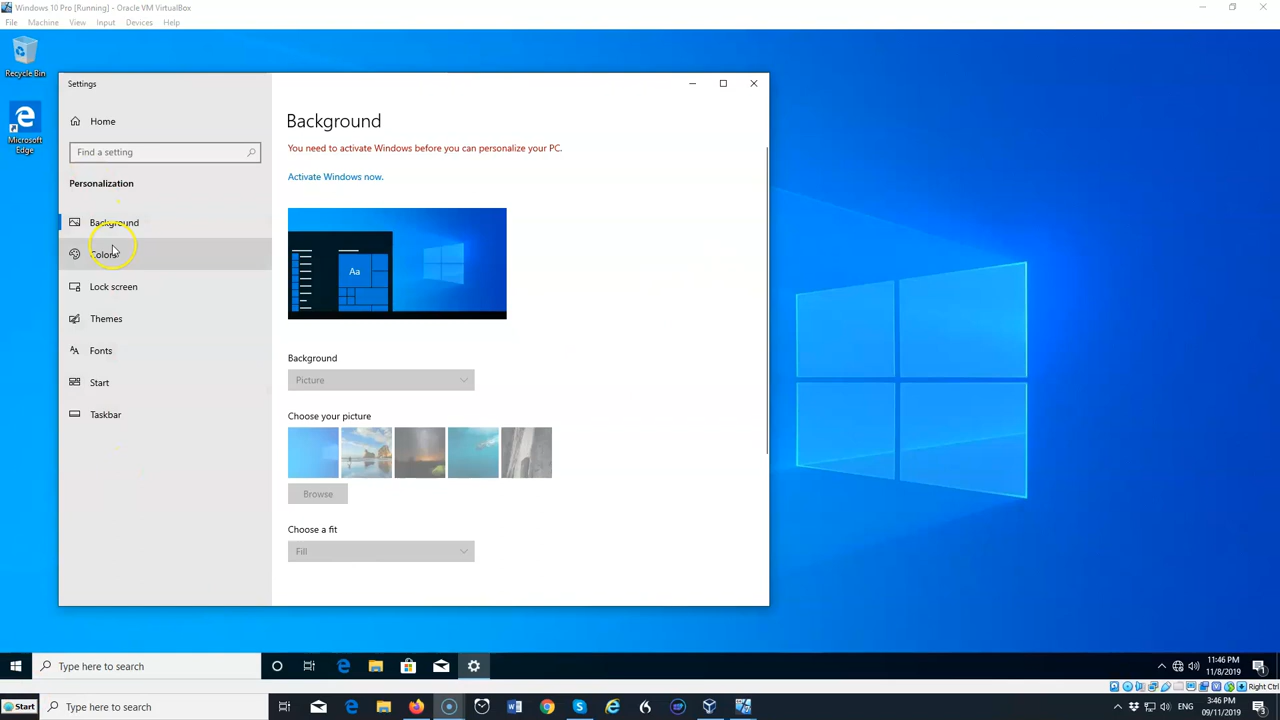 Windows 10 Pro [Running] - Oracle VM VirtualBox
File Machine View Input Devices Help
Recycle Bin
Microsoft
Edge
Settings
Home
Find a setting
Personalization
Background
Colors
Lock screen
Themes
Fonts
Start
Taskbar
Background
You need to activate Windows before you can personalize your PC.
Activate Windows now.
Aa
Background
Picture
Choose your picture
Browse
Choose a fit
Fill
Type here to search
11:46 PM
11/8/2019
1
Right Ctrl
Start
Type here to search
ENG
3:46 PM
09/11/2019
1